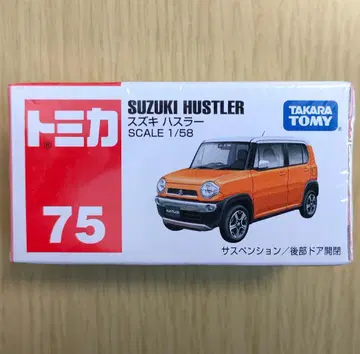 トミカ
75
SUZUKI HUSTLER
スズキ ハスラー
SCALE 1/58
TAKARA
TOMY
サスペンション／後部ドア開閉